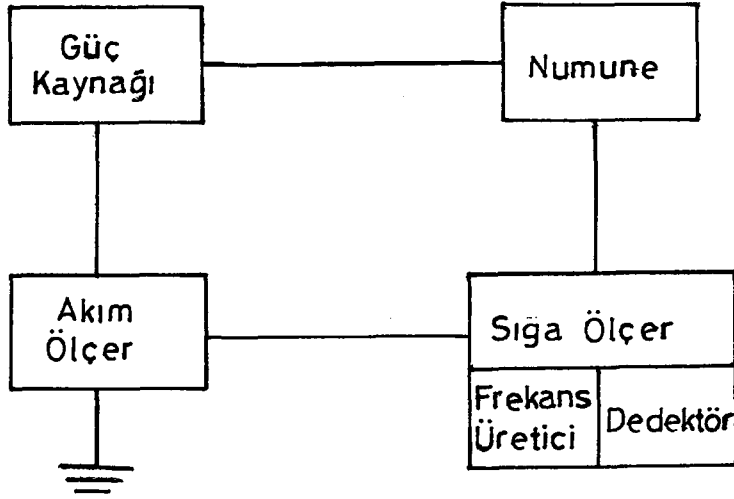 Güç
Kaynağı
Numune
Akım
Ölçer
Sığa Ölçer
Frekans
Üretici
Dedektör